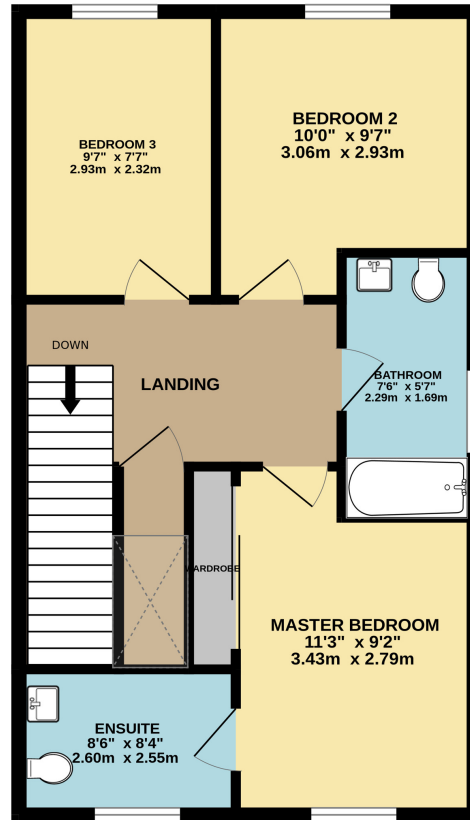 BEDROOM 3
9'7" x 7'7"
2.93m x 2.32m
BEDROOM 2
10'0" x 9'7"
3.06m x 2.93m
DOWN
LANDING
BATHROOM
7'6" x 5'7"
2.29m x 1.69m
WARDROBE
MASTER BEDROOM
11'3" x 9'2"
3.43m x 2.79m
ENSUITE
8'6" x 8'4"
2.60m x 2.55m